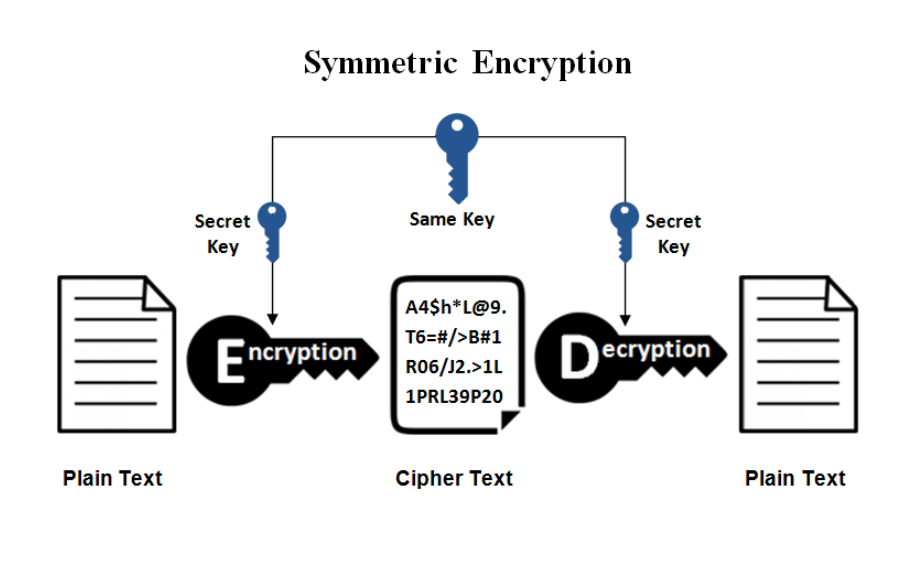 Symmetric Encryption
Same Key
Secret
Key
Secret
Key
Encryption
A4$h*L@9.
T6=#/>B#1
R06/J2.>1L
1PRL39P20
Decryption
Plain Text
Cipher Text
Plain Text